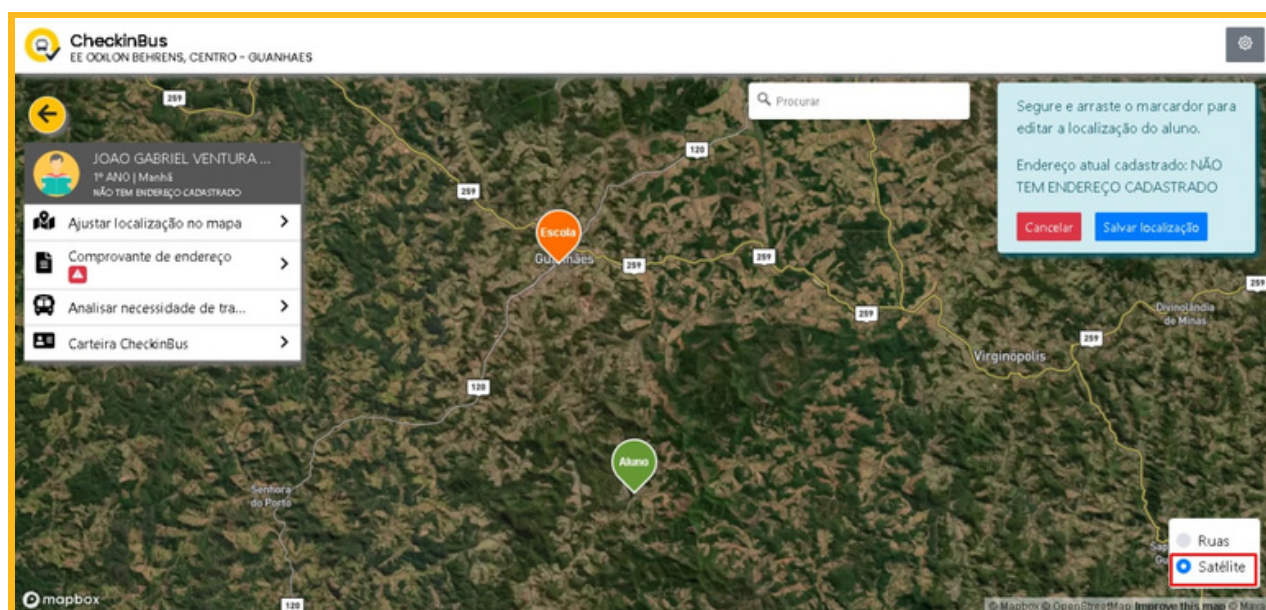 CheckinBus
EE ODILON BEHRENS, CENTRO - GUANHAES
Procurar
Segure e arraste o marcardor para
editar a localização do aluno.
Endereço atual cadastrado: NÃO
TEM ENDEREÇO CADASTRADO
Cancelar
Salvar localização
JOAO GABRIEL VENTURA ...
1º ANO | Manhã
NÃO TEM ENDEREÇO CADASTRADO
Ajustar localização no mapa
Comprovante de endereço
Analisar necessidade de tra...
Carteira CheckinBus
259
120
259
Escola
Guanhães
259
259
259
259
Divinolândia
de Minas
259
Virginópolis
120
Aluno
Senhora
do Porto
Ruas
Satélite
mapbox
120
© Mapbox © OpenStreetMap Improve this map © Maxar